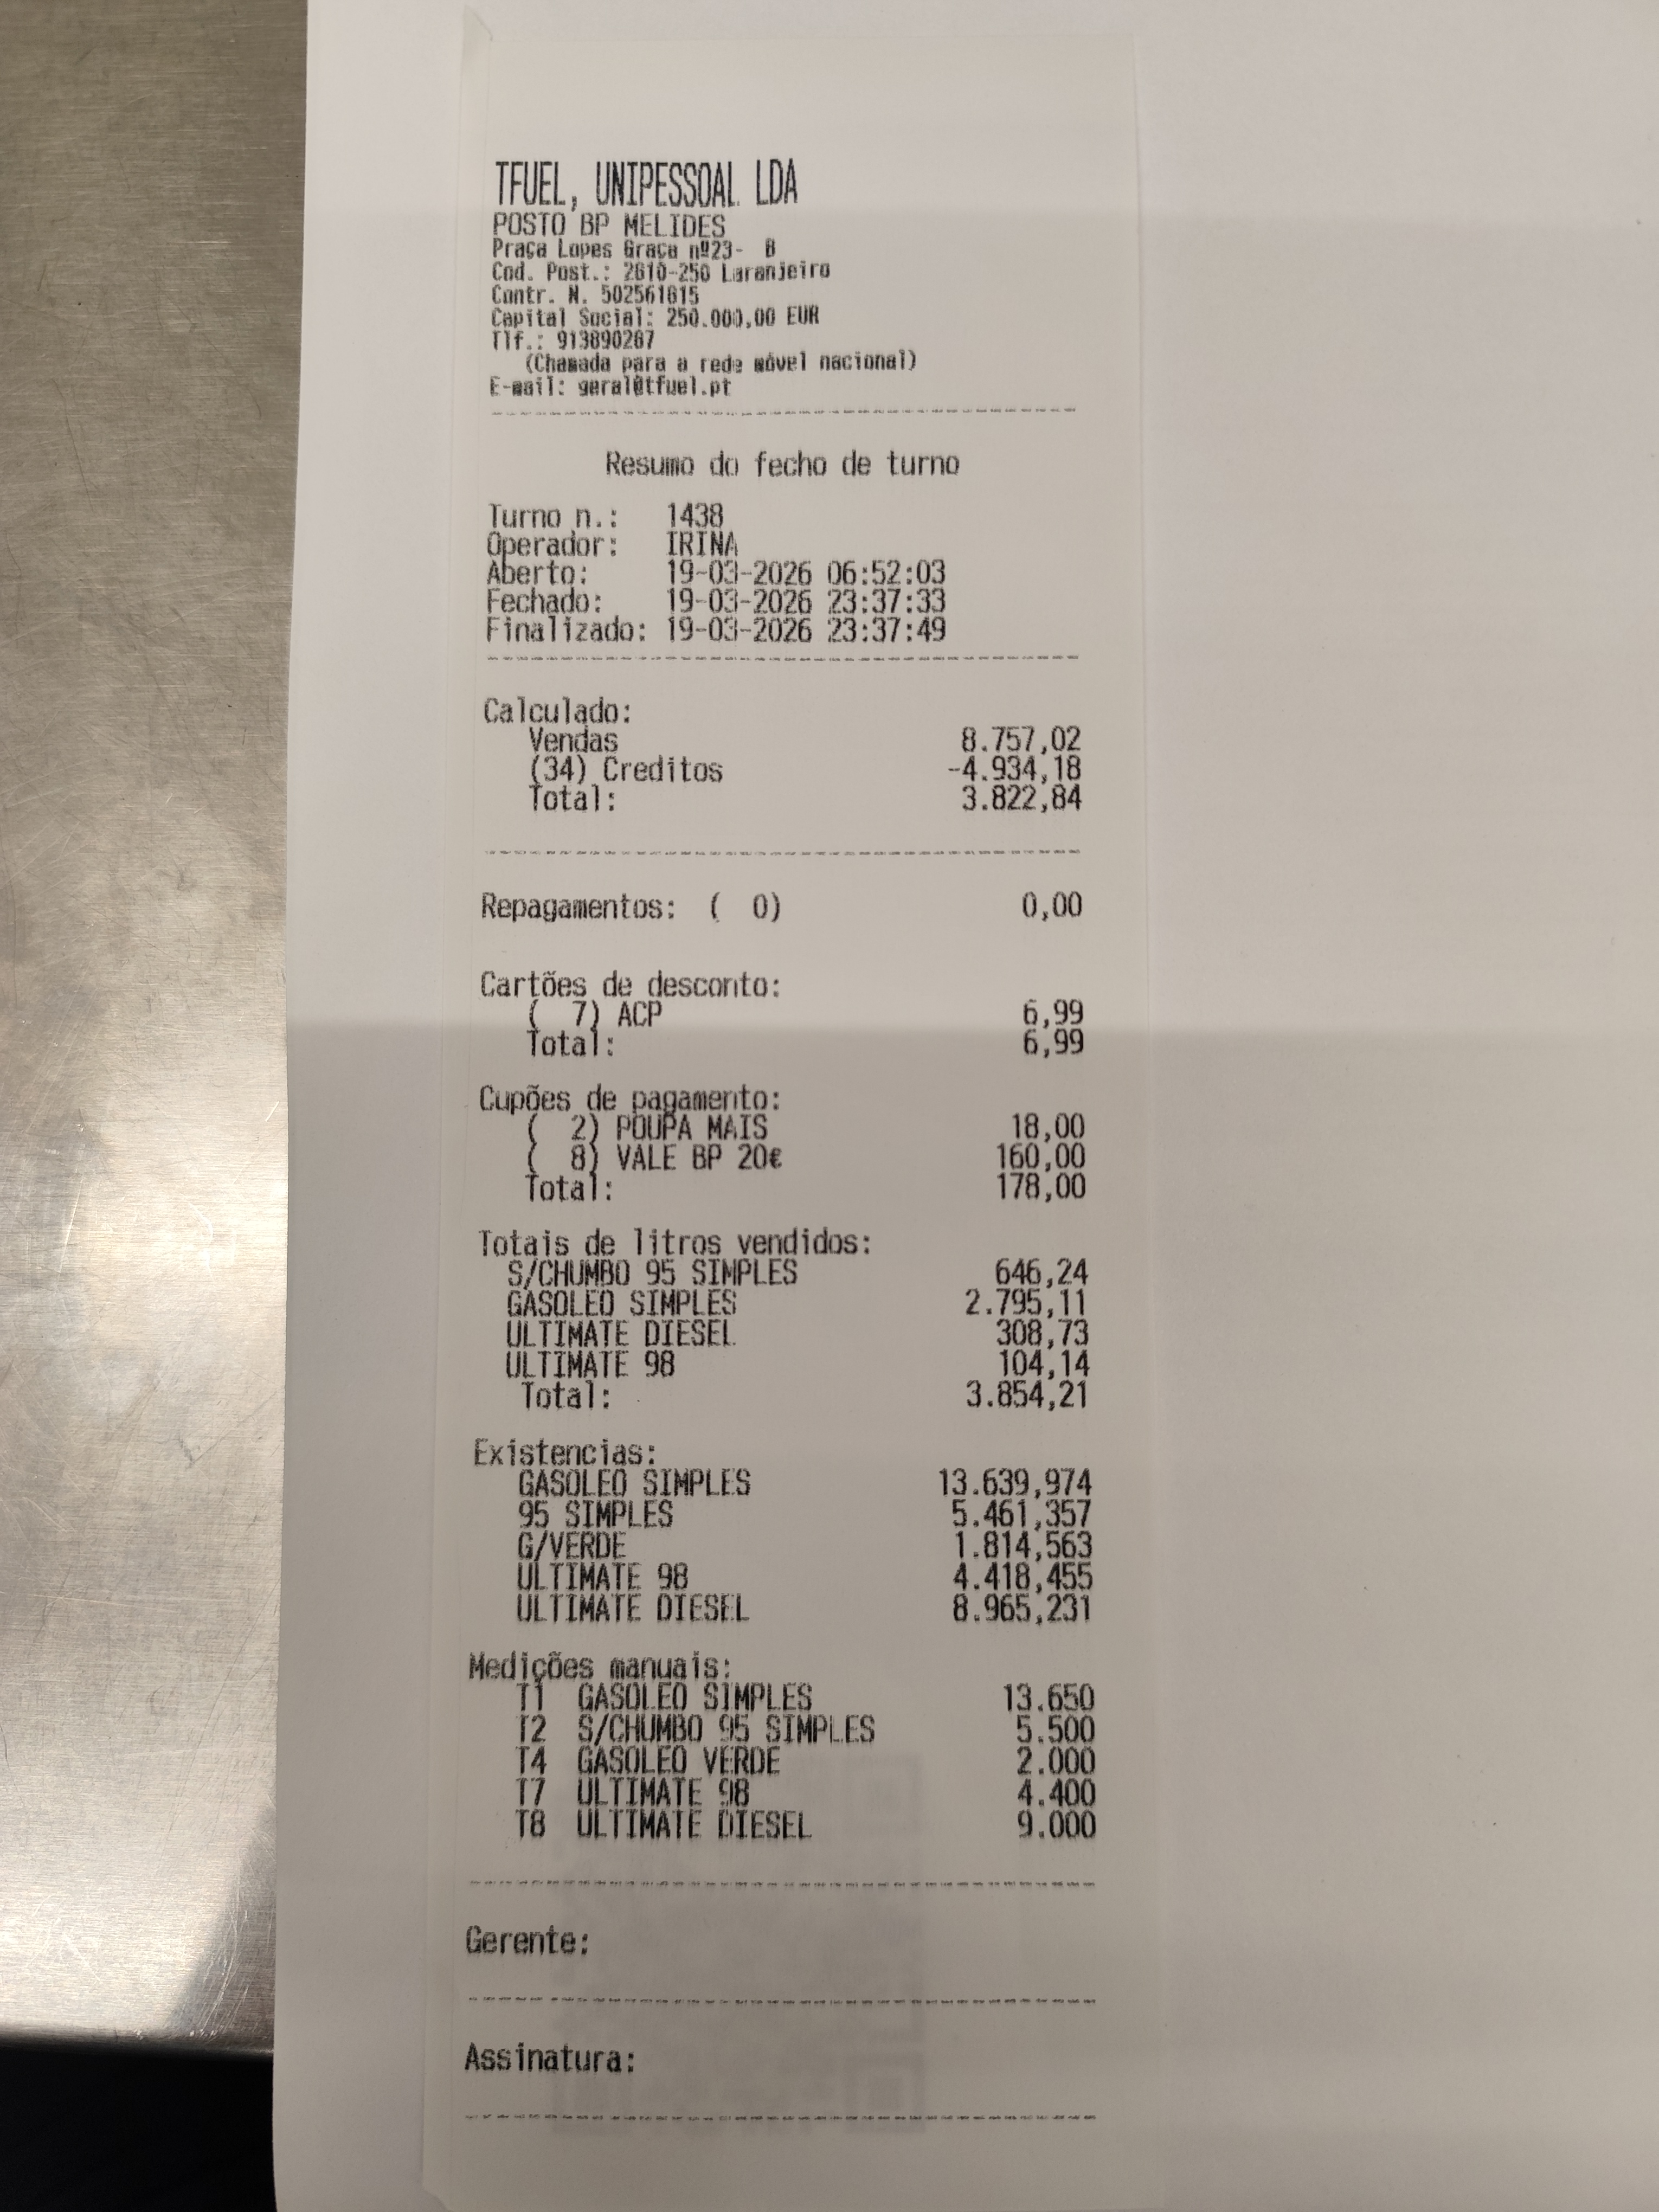 TFUEL, UNIPESSOAL LDA
POSTO BP MELIDES
Praça Lopes Graça nº23- B
Cod. Post.: 2810-250 Laranjeiro
Contr. N. 502561815
Capital Social: 250.000,00 EUR
Tlf.: 913890287
(Chamada para a rede móvel nacional)
E-mail: geral@tfuel.pt
Resumo do fecho de turno
Turno n.: 1438
Operador: IRINA
Aberto: 19-03-2026 06:52:03
Fechado: 19-03-2026 23:37:33
Finalizado: 19-03-2026 23:37:49
Calculado:
Vendas 8.757,02
(34) Creditos -4.934,18
Total: 3.822,84
Repagamentos: ( 0) 0,00
Cartões de desconto:
( 7) ACP 6,99
Total: 6,99
Cupões de pagamento:
( 2) POUPA MAIS 18,00
( 8) VALE BP 20€ 160,00
Total: 178,00
Totais de litros vendidos:
S/CHUMBO 95 SIMPLES 646,24
GASOLEO SIMPLES 2.795,11
ULTIMATE DIESEL 308,73
ULTIMATE 98 104,14
Total: 3.854,21
Existencias:
GASOLEO SIMPLES 13.639,974
95 SIMPLES 5.461,357
G/VERDE 1.814,563
ULTIMATE 98 4.418,455
ULTIMATE DIESEL 8.965,231
Medições manuais:
T1 GASOLEO SIMPLES 13.650
T2 S/CHUMBO 95 SIMPLES 5.500
T4 GASOLEO VERDE 2.000
T7 ULTIMATE 98 4.400
T8 ULTIMATE DIESEL 9.000
Gerente:
Assinatura: